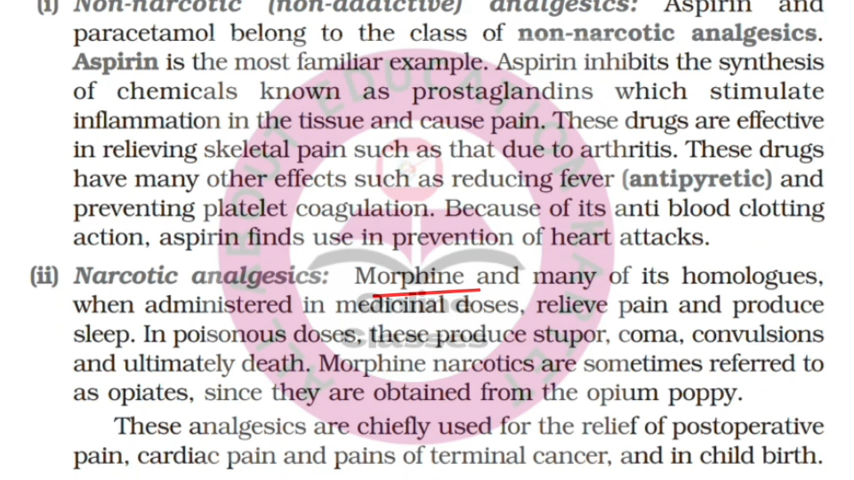 (i) Non-narcotic (non-addictive) analgesics: Aspirin and
paracetamol belong to the class of non-narcotic analgesics.
Aspirin is the most familiar example. Aspirin inhibits the synthesis
of chemicals known as prostaglandins which stimulate
inflammation in the tissue and cause pain. These drugs are effective
in relieving skeletal pain such as that due to arthritis. These drugs
have many other effects such as reducing fever (antipyretic) and
preventing platelet coagulation. Because of its anti blood clotting
action, aspirin finds use in prevention of heart attacks.
(ii) Narcotic analgesics: Morphine and many of its homologues,
when administered in medicinal doses, relieve pain and produce
sleep. In poisonous doses, these produce stupor, coma, convulsions
and ultimately death. Morphine narcotics are sometimes referred to
as opiates, since they are obtained from the opium poppy.
These analgesics are chiefly used for the relief of postoperative
pain, cardiac pain and pains of terminal cancer, and in child birth.
ALL ABOUT EDUCATION KAPTET
Online
Classes